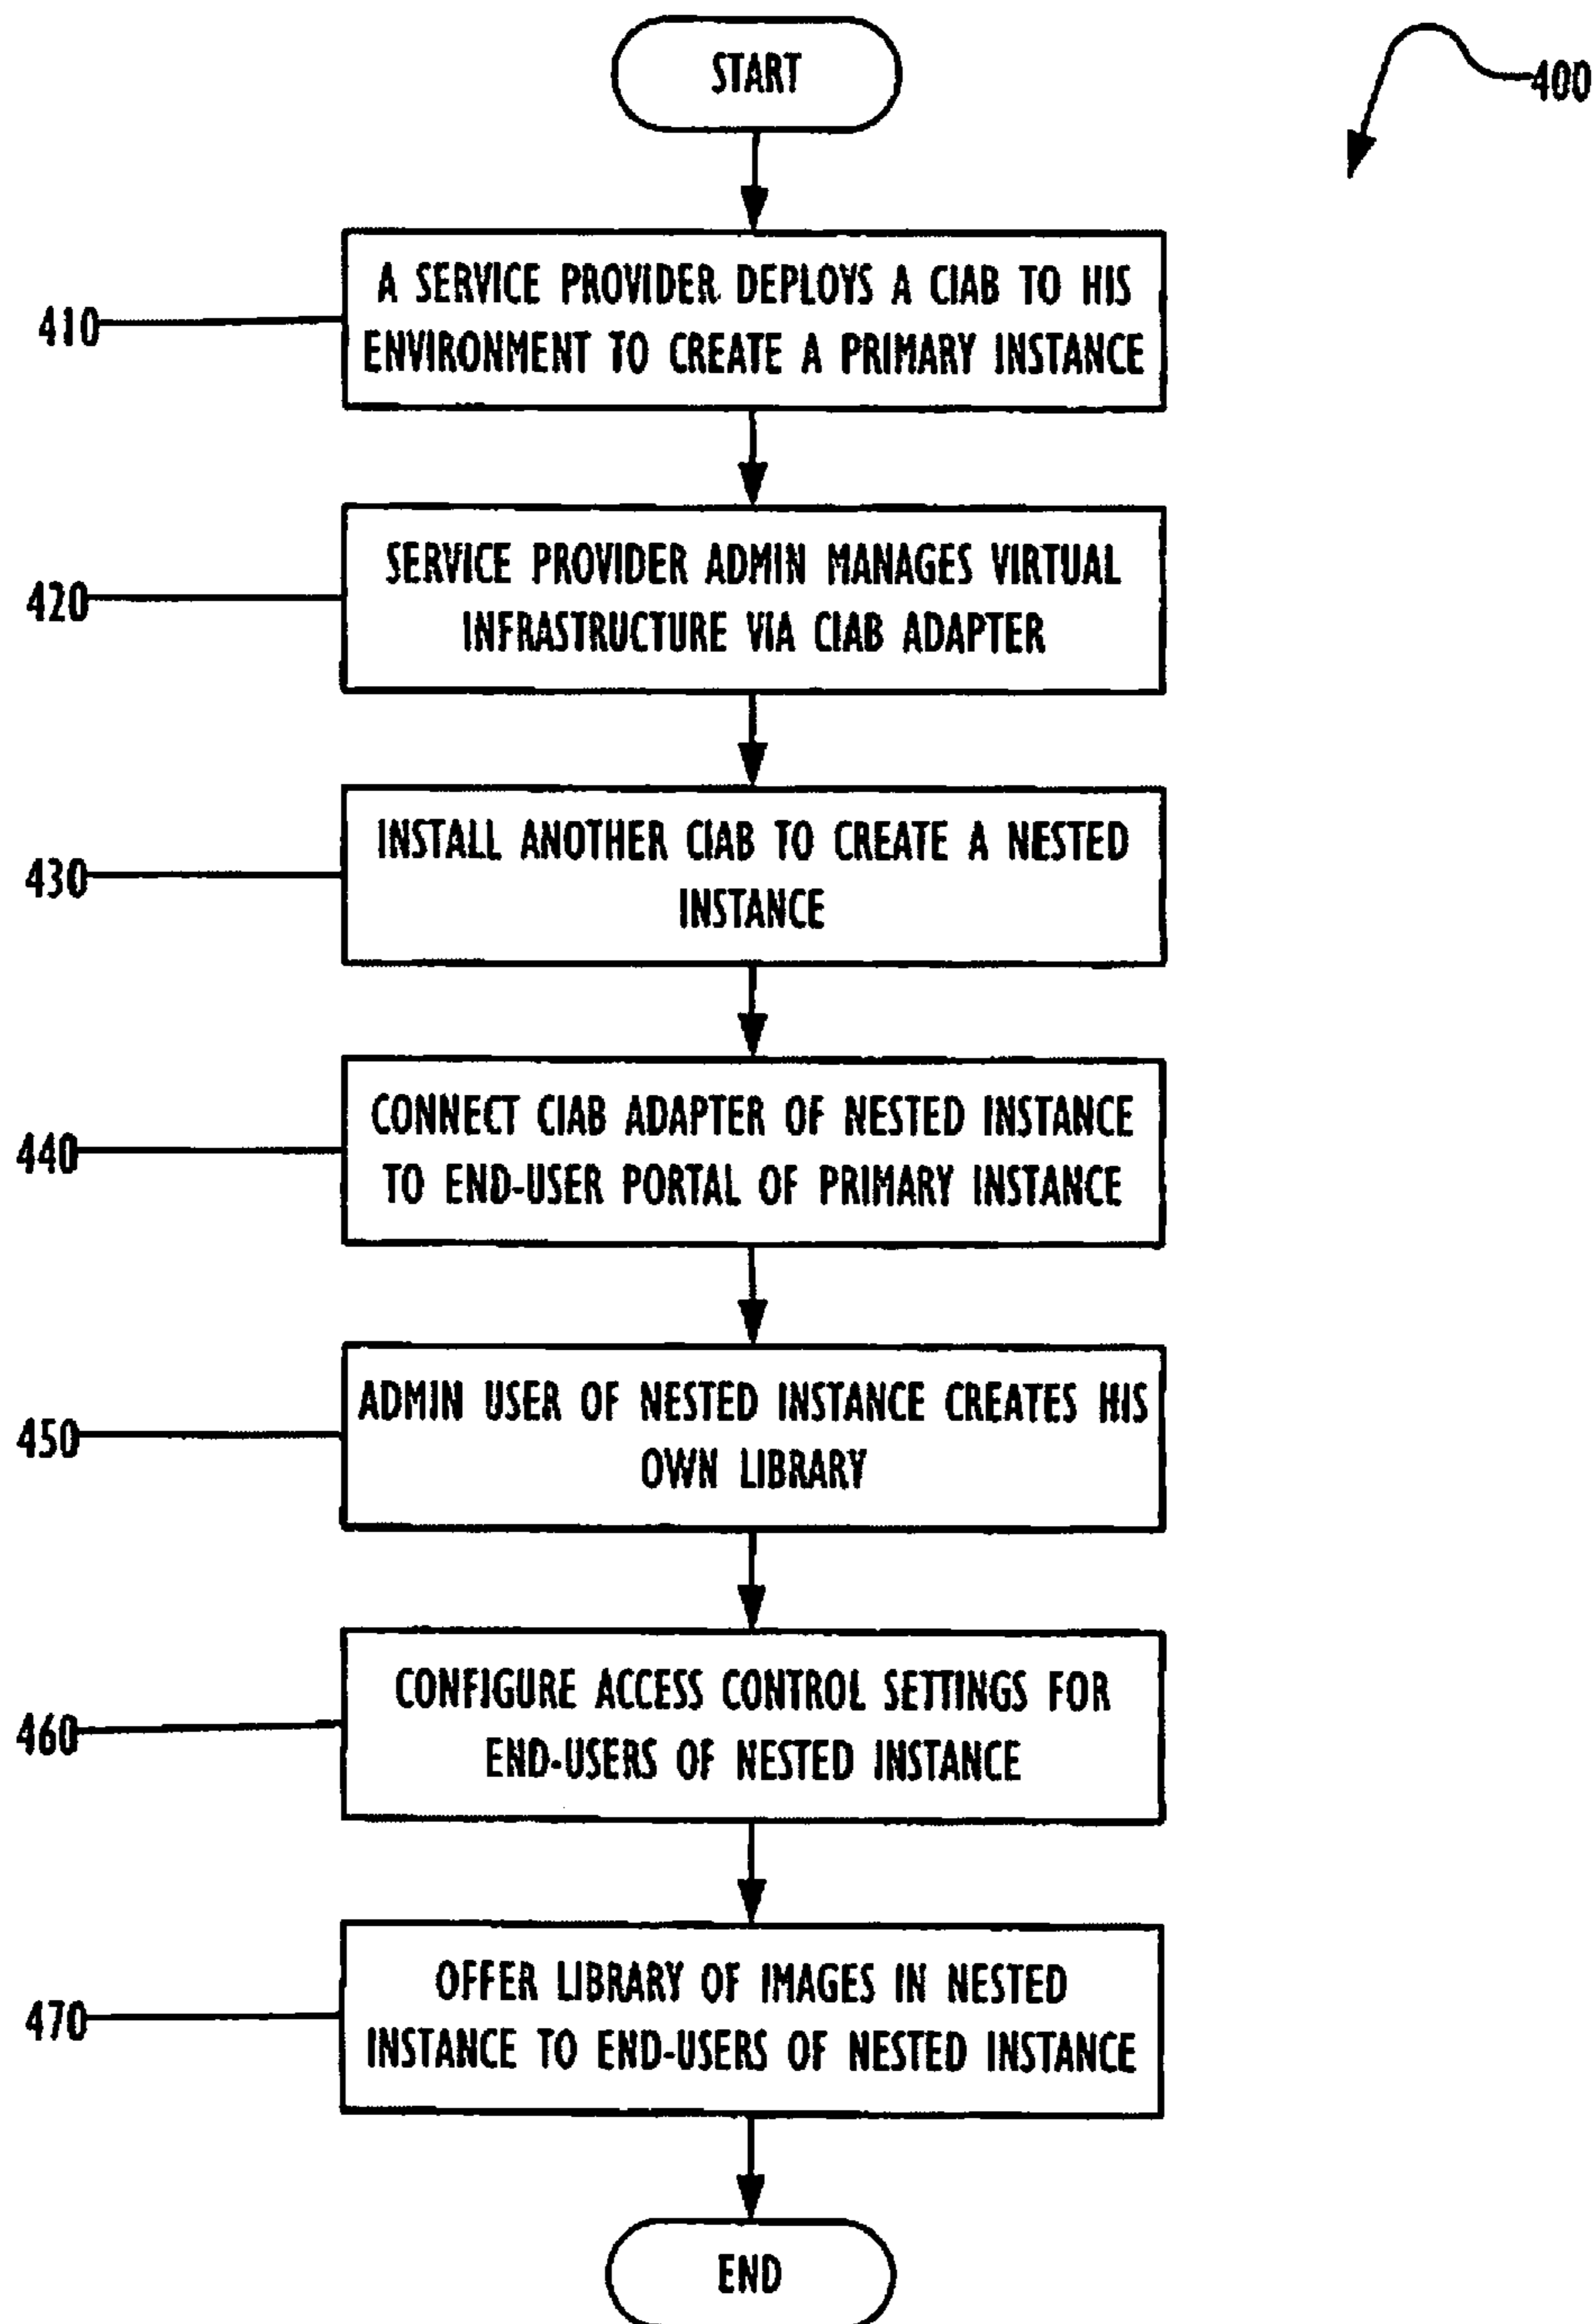 START
400
410
A SERVICE PROVIDER DEPLOYS A CIAB TO HIS
ENVIRONMENT TO CREATE A PRIMARY INSTANCE
420
SERVICE PROVIDER ADMIN MANAGES VIRTUAL
INFRASTRUCTURE VIA CIAB ADAPTER
430
INSTALL ANOTHER CIAB TO CREATE A NESTED
INSTANCE
440
CONNECT CIAB ADAPTER OF NESTED INSTANCE
TO END-USER PORTAL OF PRIMARY INSTANCE
450
ADMIN USER OF NESTED INSTANCE CREATES HIS
OWN LIBRARY
460
CONFIGURE ACCESS CONTROL SETTINGS FOR
END-USERS OF NESTED INSTANCE
470
OFFER LIBRARY OF IMAGES IN NESTED
INSTANCE TO END-USERS OF NESTED INSTANCE
END